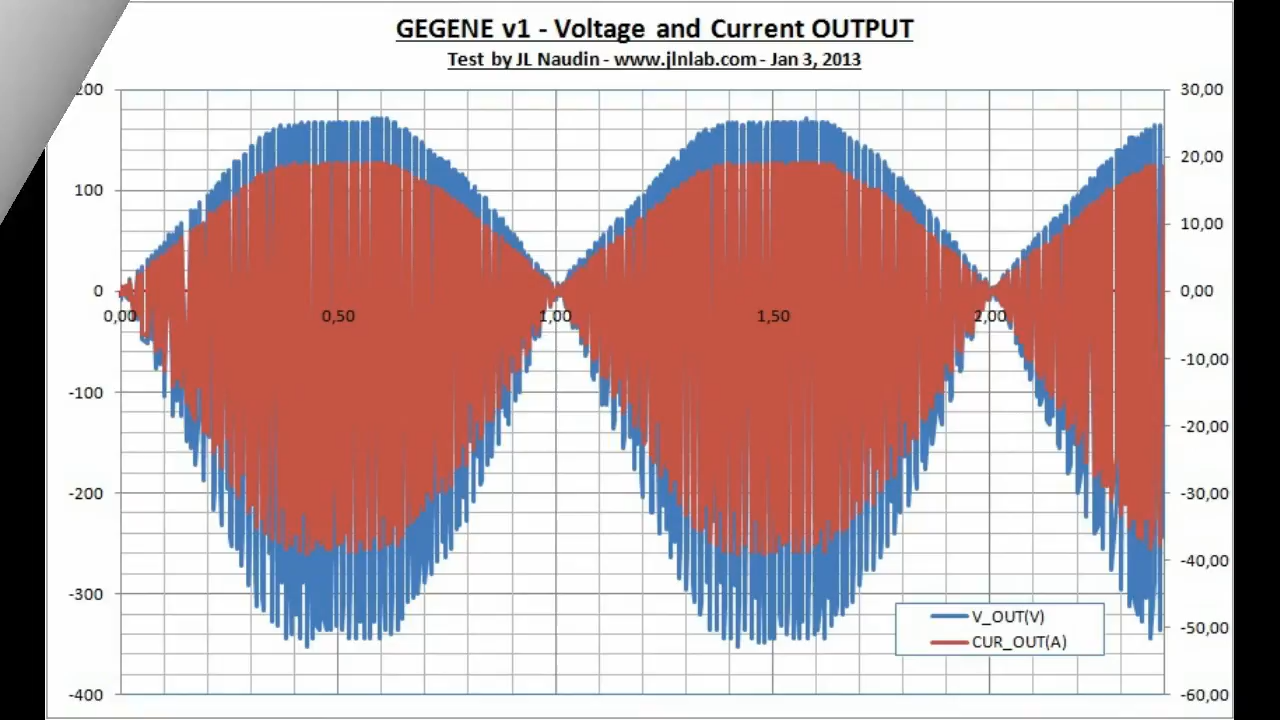 GEGENE v1 - Voltage and Current OUTPUT
Test by JL Naudin - www.jlnlab.com - Jan 3, 2013
200 30,00
20,00
100
10,00
0 0,00
0,00 0,50 1,00 1,50 2,00
-10,00
-100
-20,00
-200 -30,00
-40,00
-300
V_OUT(V)
-50,00
CUR_OUT(A)
-400 -60,00